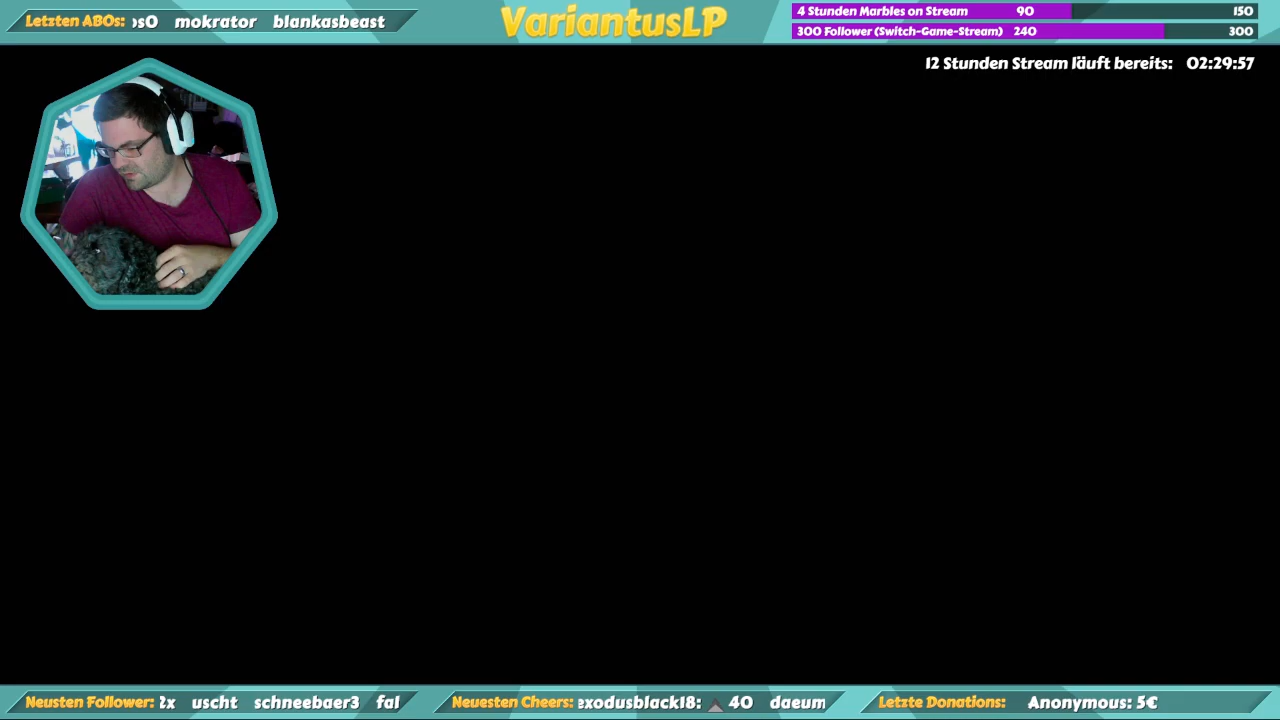 Letzten ABOs: mokrator blankasbeast
VariantusLP
4 Stunden Marbles on Stream 90 150
300 Follower (Switch-Game-Stream) 240 300
12 Stunden Stream läuft bereits: 02:29:57
Neusten Follower: uscht schneebaer3 fal
Neuesten Cheers: exodusblack18: 40 daeum
Letzte Donations: Anonymous: 5€